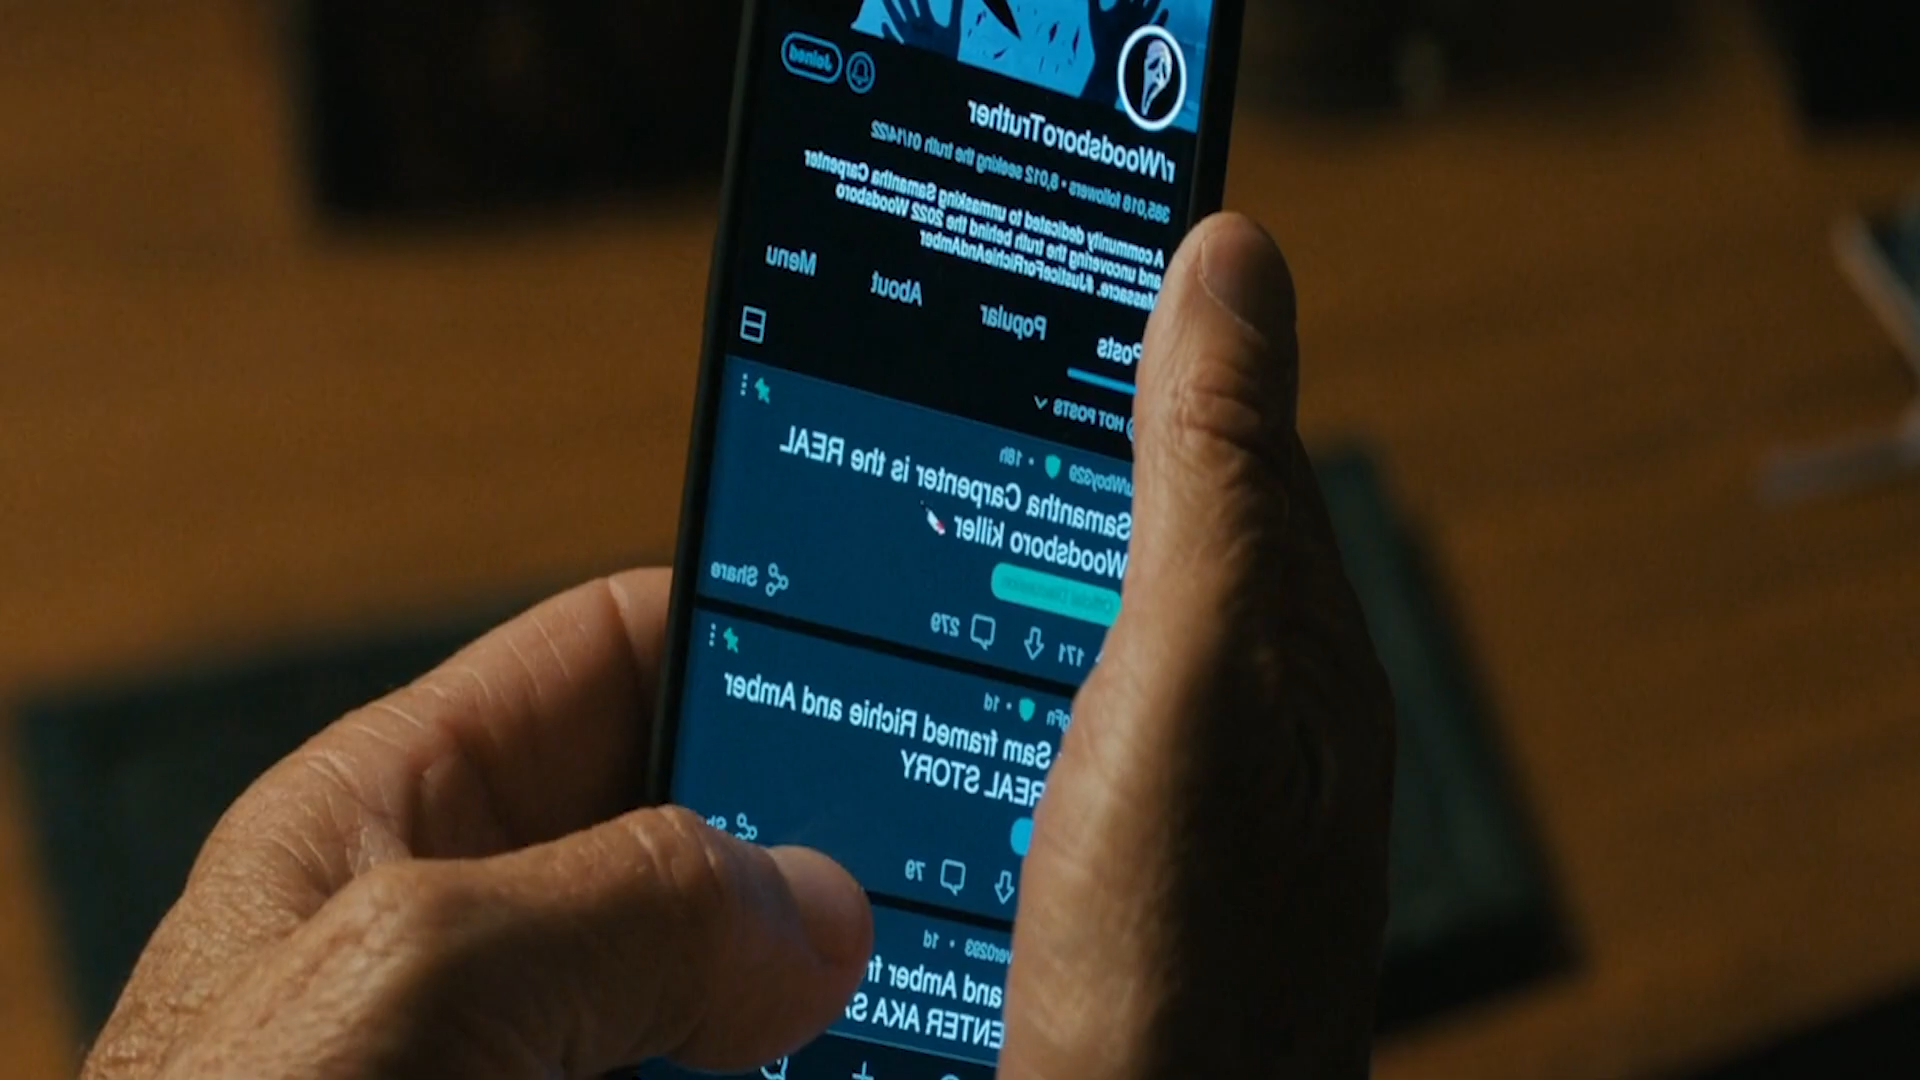 Joined
r/WoodsboroTruther
385,018 followers • 8,012 seeking the truth 01/14/22
A community dedicated to unmasking Samantha Carpenter
and uncovering the truth behind the 2022 Woodsboro
Massacre. #JusticeForRichieAndAmber
Posts Popular About Menu
HOT POSTS
u/Wboy329 • 18h
Samantha Carpenter is the REAL
Woodsboro killer
Official Discussion
171 279 Share
• 1d
Sam framed Richie and Amber
REAL STORY
79
• 1d
and Amber
AKA